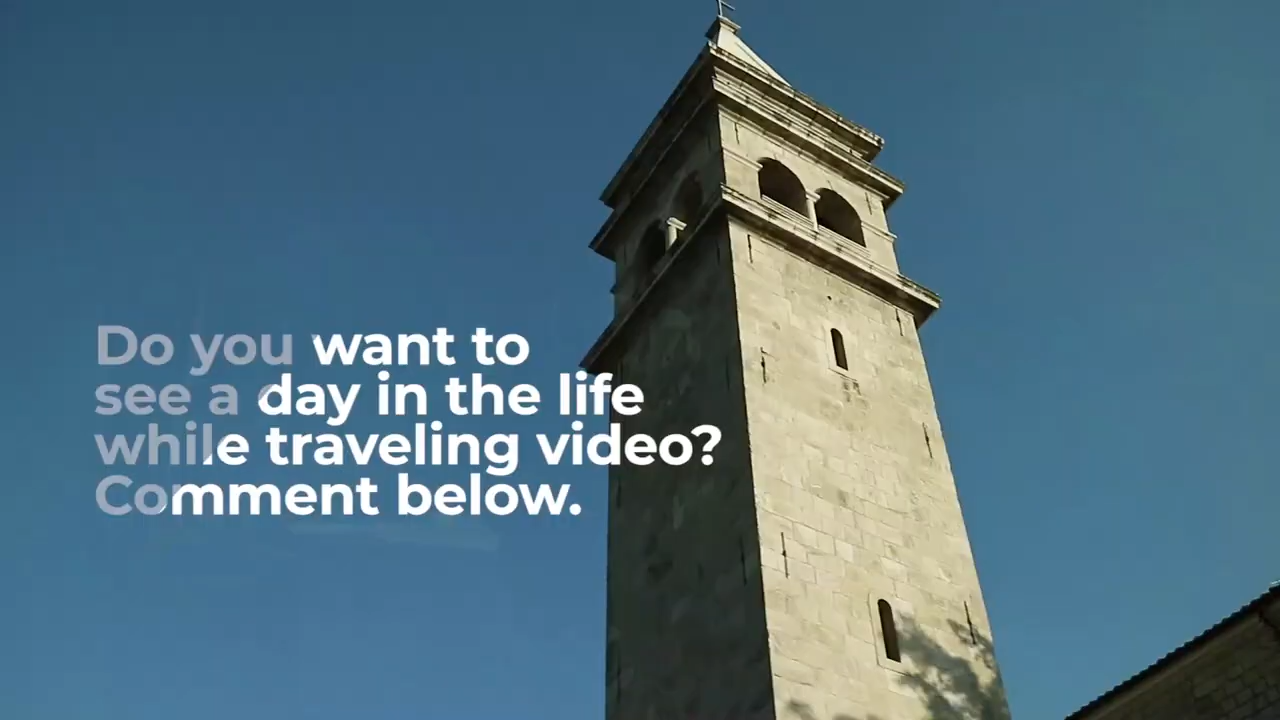 Do you want to
see a day in the life
while traveling video?
Comment below.